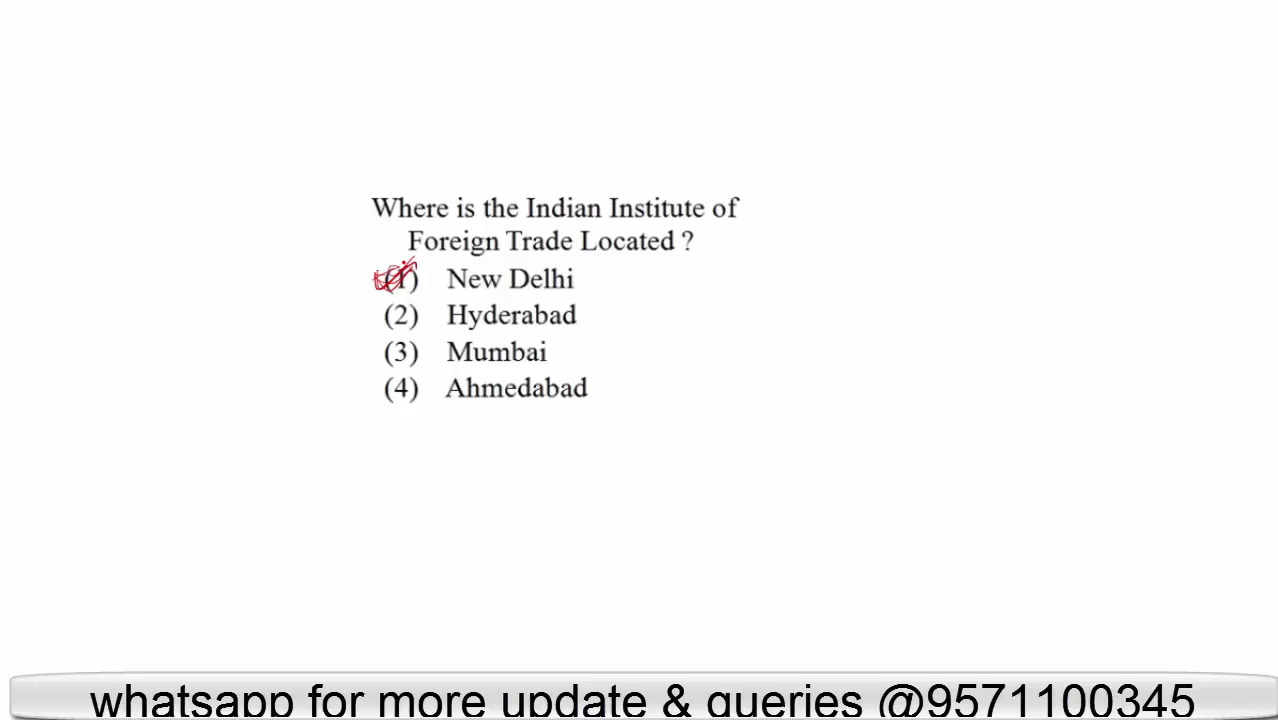 Where is the Indian Institute of
Foreign Trade Located ?
(1) New Delhi
(2) Hyderabad
(3) Mumbai
(4) Ahmedabad
whatsapp for more update & queries @9571100345